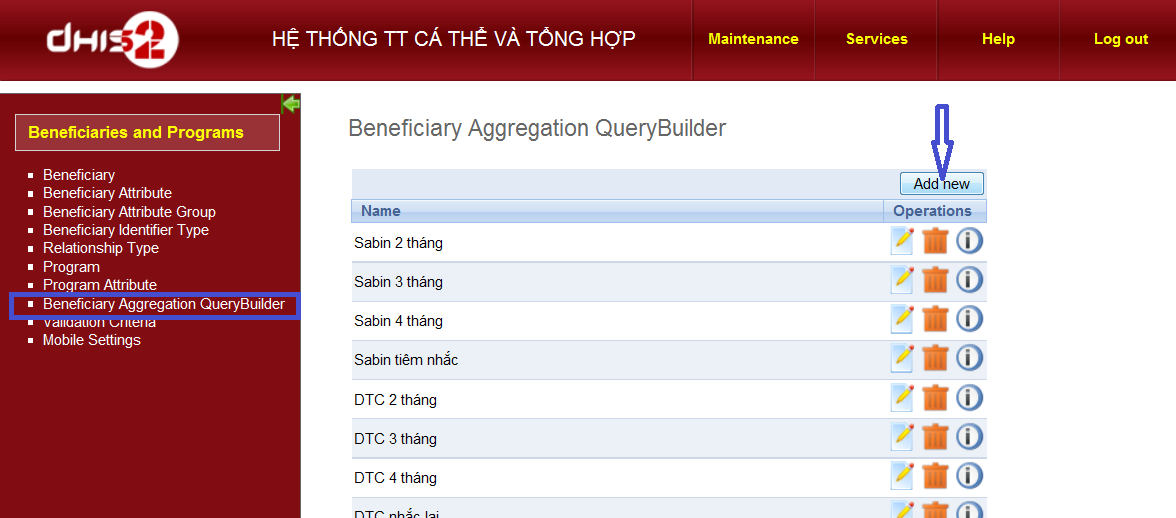 dHIS2
HỆ THỐNG TT CÁ THỂ VÀ TỔNG HỢP
Maintenance
Services
Help
Log out
Beneficiaries and Programs
Beneficiary
Beneficiary Attribute
Beneficiary Attribute Group
Beneficiary Identifier Type
Relationship Type
Program
Program Attribute
Beneficiary Aggregation QueryBuilder
Validation Criteria
Mobile Settings
Beneficiary Aggregation QueryBuilder
Add new
Name Operations
Sabin 2 tháng
Sabin 3 tháng
Sabin 4 tháng
Sabin tiêm nhắc
DTC 2 tháng
DTC 3 tháng
DTC 4 tháng
DTC nhắc lại